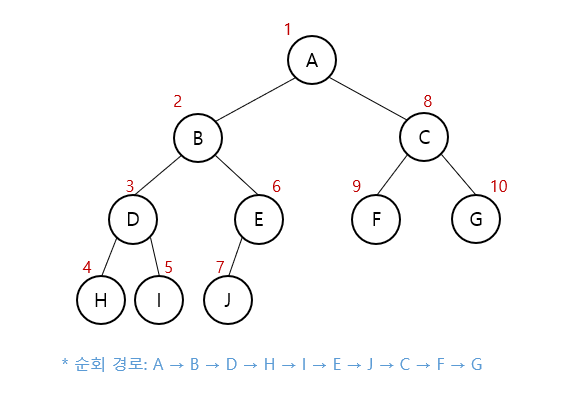 1
A
2
8
B
C
3
6
9
10
D
E
F
G
4
5
7
H
I
J
* 순회 경로: A → B → D → H → I → E → J → C → F → G